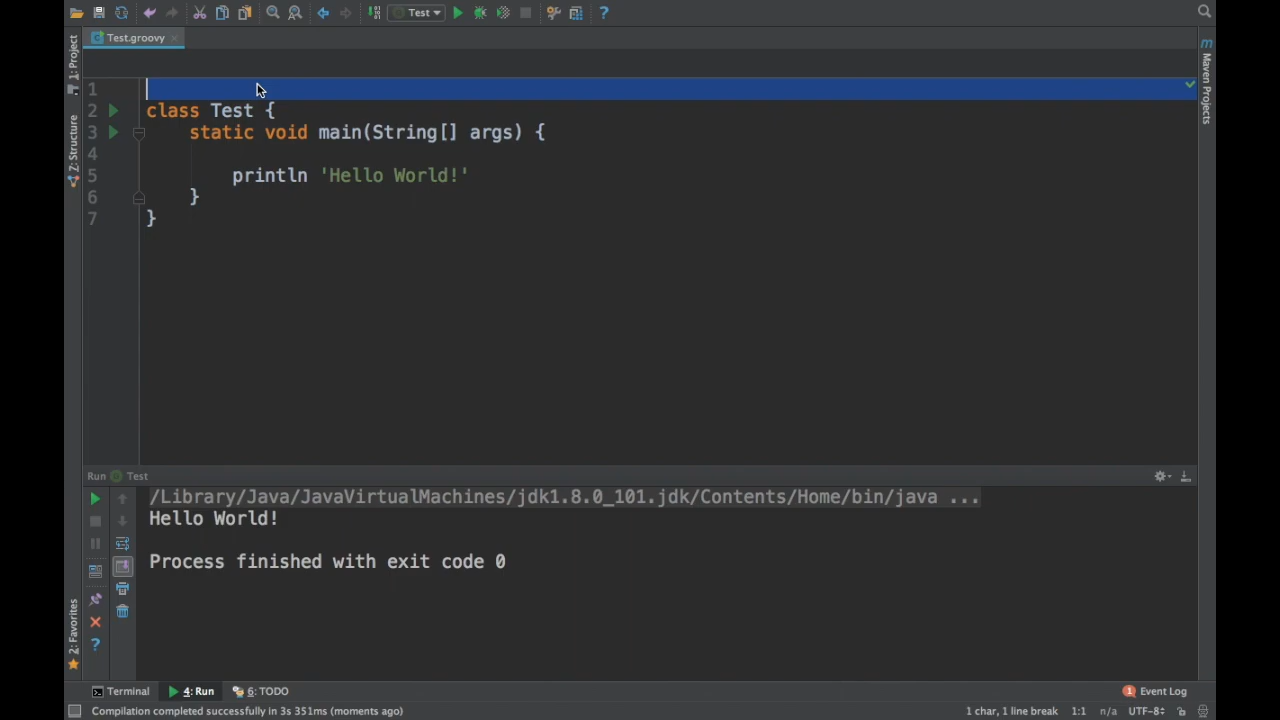 Test
Test.groovy
1: Project
Z: Structure
2: Favorites
Maven Projects
1
2 class Test {
3 static void main(String[] args) {
4
5 println 'Hello World!'
6 }
7 }
Run Test
/Library/Java/JavaVirtualMachines/jdk1.8.0_101.jdk/Contents/Home/bin/java ...
Hello World!
Process finished with exit code 0
Terminal 4: Run 6: TODO 1 Event Log
Compilation completed successfully in 3s 351ms (moments ago) 1 char, 1 line break 1:1 n/a UTF-8